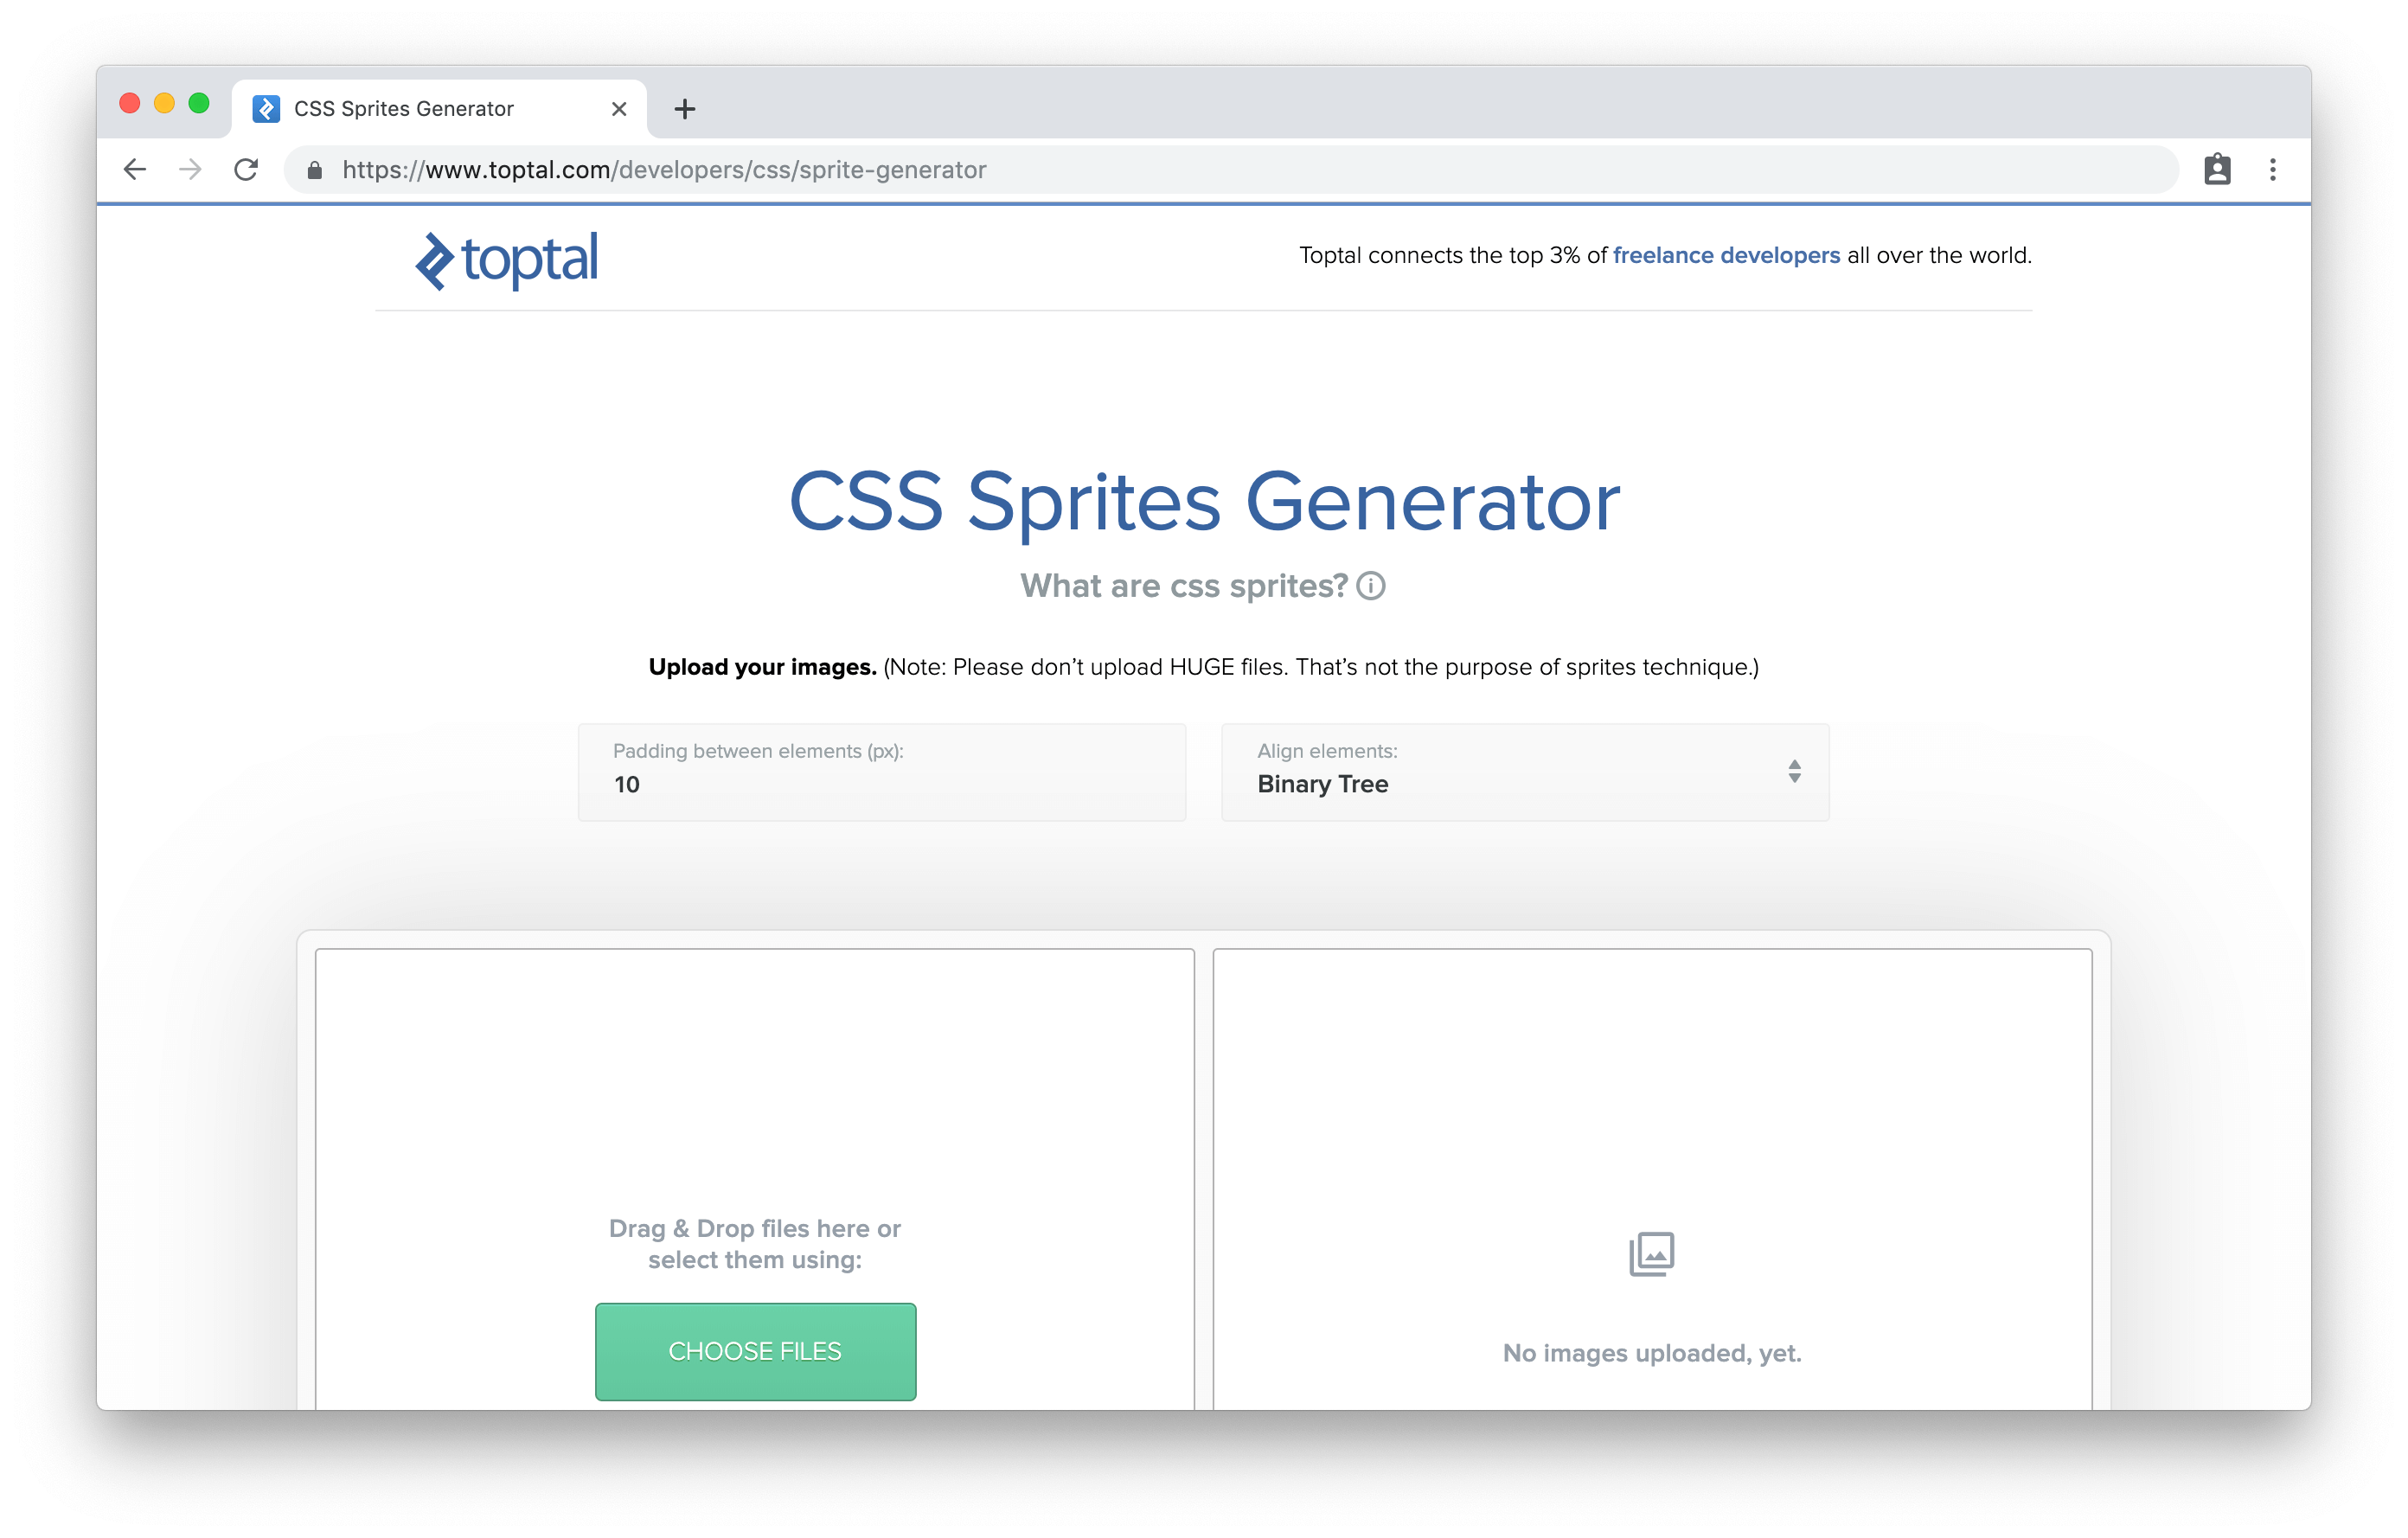 CSS Sprites Generator
https://www.toptal.com/developers/css/sprite-generator
toptal
Toptal connects the top 3% of freelance developers all over the world.
CSS Sprites Generator
What are css sprites?
Upload your images. (Note: Please don’t upload HUGE files. That’s not the purpose of sprites technique.)
Padding between elements (px):
10
Align elements:
Binary Tree
Drag & Drop files here or
select them using:
CHOOSE FILES
No images uploaded, yet.